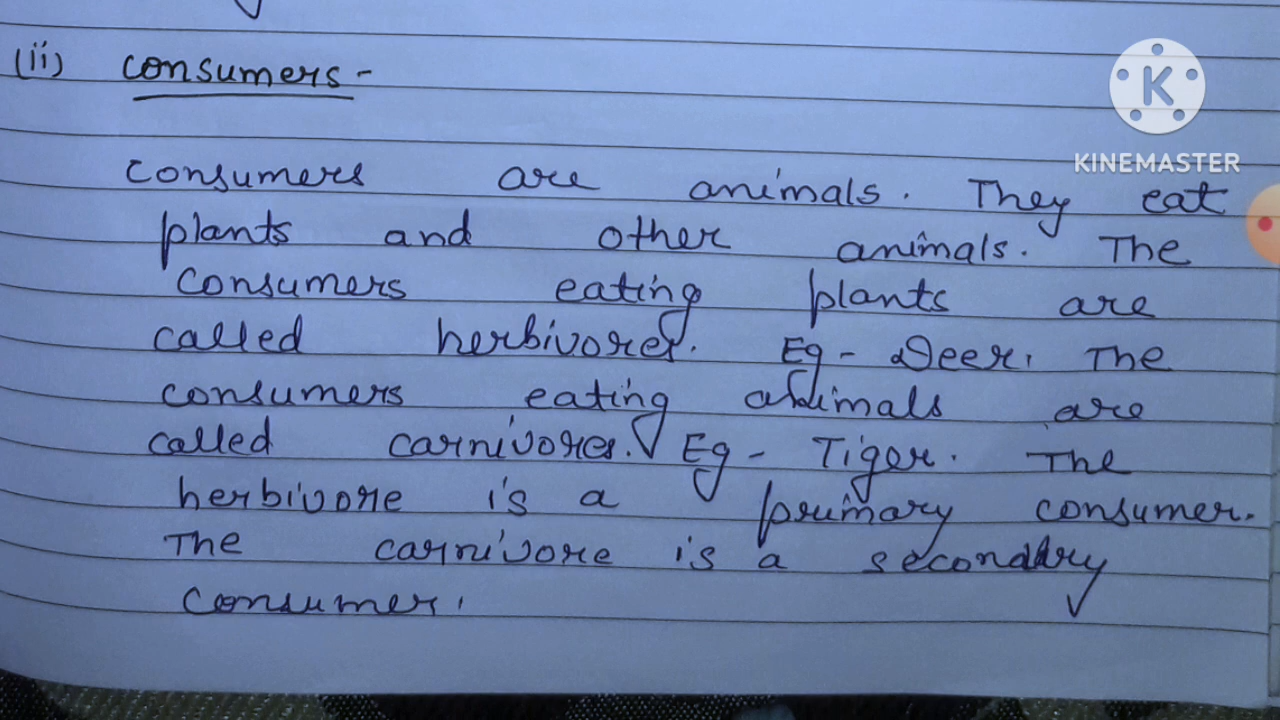 (ii) consumers -
K
KINEMASTER
consumers are animals. They eat
plants and other animals. The
consumers eating plants are
called herbivores. Eg - Deer. The
consumers eating animals are
called carnivores. Eg - Tiger. The
herbivore is a primary consumer.
The carnivore is a secondary
consumer.